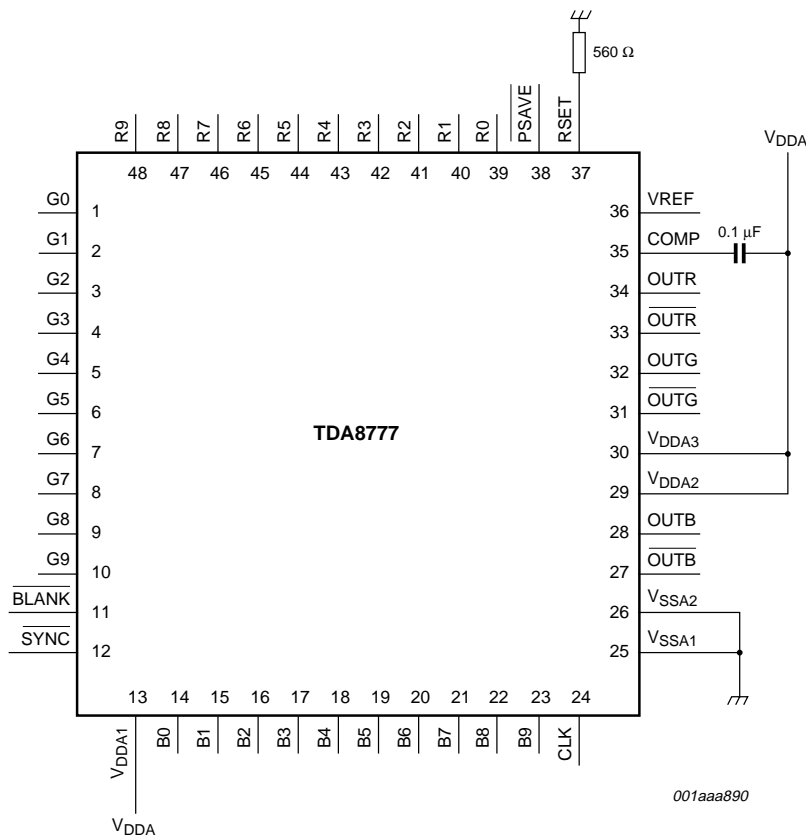 560 Ω
R9 R8 R7 R6 R5 R4 R3 R2 R1 R0 PSAVE RSET
48 47 46 45 44 43 42 41 40 39 38 37
VDDA
G0 1
G1 2
G2 3
G3 4
G4 5
G5 6
G6 7
G7 8
G8 9
G9 10
BLANK 11
SYNC 12
TDA8777
36 VREF
35 COMP 0.1 μF
34 OUTR
33 OUTR
32 OUTG
31 OUTG
30 VDDA3
29 VDDA2
28 OUTB
27 OUTB
26 VSSA2
25 VSSA1
13 14 15 16 17 18 19 20 21 22 23 24
VDDA1 B0 B1 B2 B3 B4 B5 B6 B7 B8 B9 CLK
VDDA
001aaa890